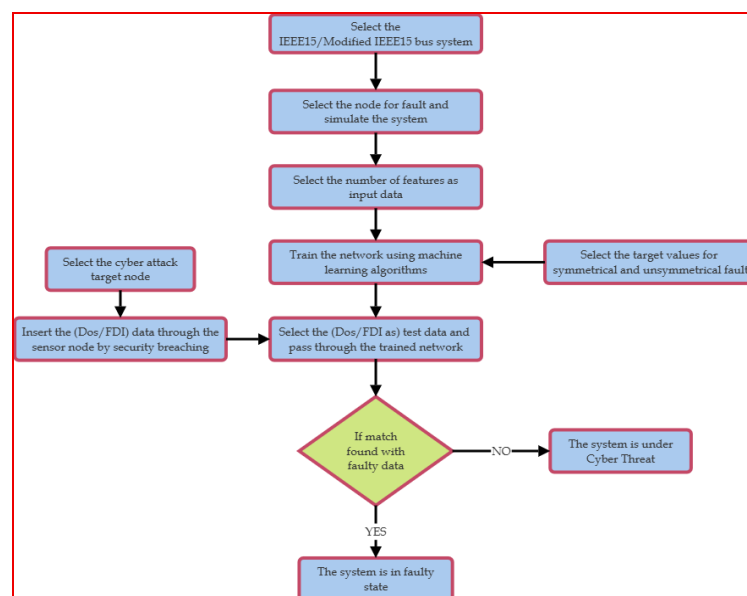 Select the
IEEE15/Modified IEEE15 bus system
Select the node for fault and
simulate the system
Select the number of features as
input data
Train the network using machine
learning algorithms
Select the target values for
symmetrical and unsymmetrical fault
Select the cyber attack
target node
Insert the (Dos/FDI) data through the
sensor node by security breaching
Select the (Dos/FDI as) test data and
pass through the trained network
If match
found with
faulty data
NO
The system is under
Cyber Threat
YES
The system is in faulty
state